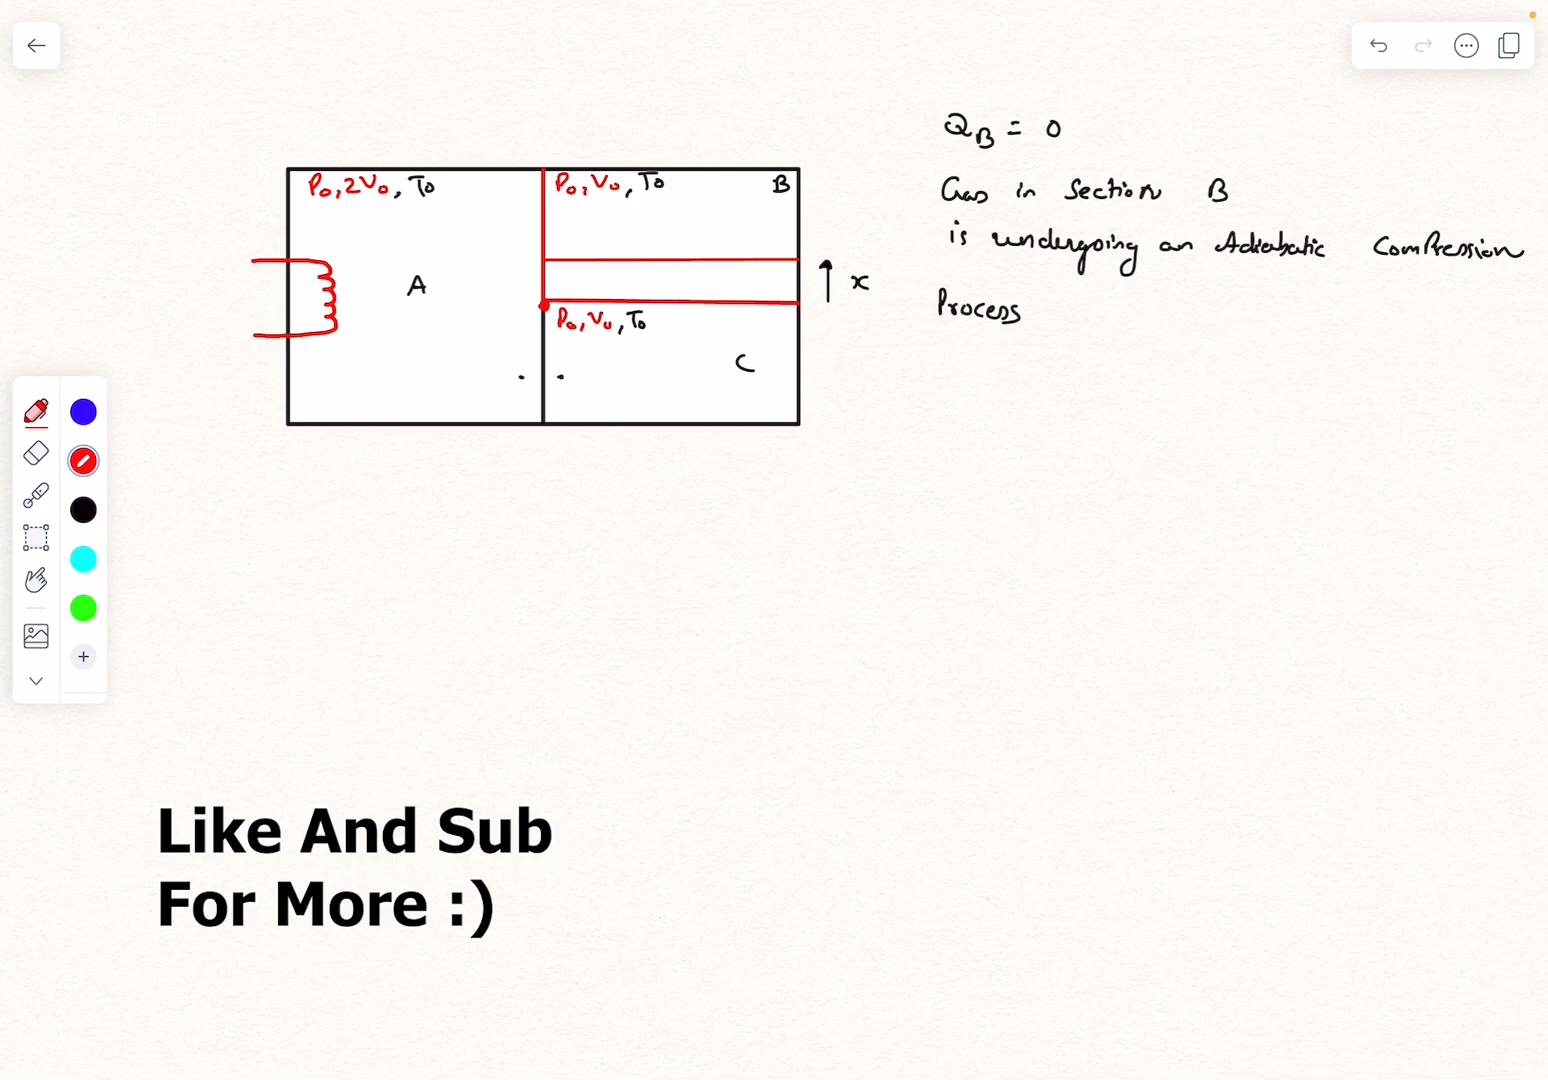 P₀, 2V₀, T₀
P₀, V₀, T₀
B
A
x
P₀, V₀, T₀
C
Q_B = 0
Gas in Section B
is undergoing an Adiabatic Compression
Process
Like And Sub
For More :)